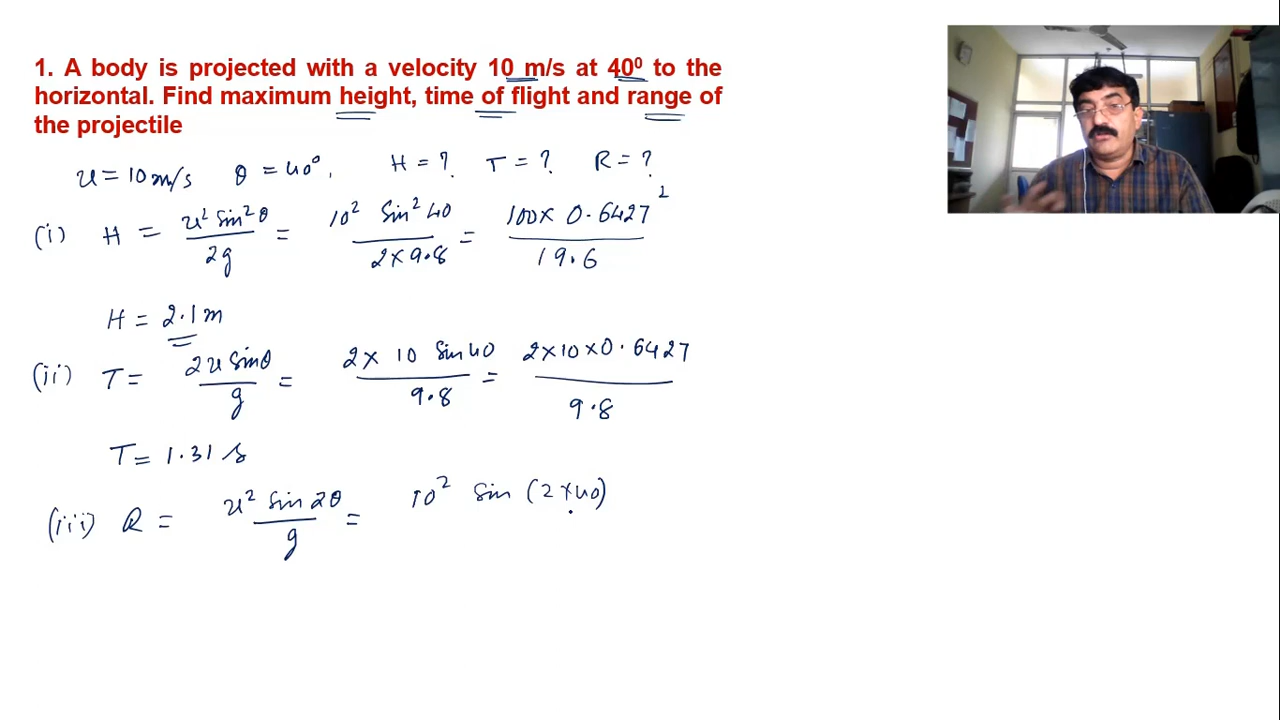 1. A body is projected with a velocity 10 m/s at 40⁰ to the
horizontal. Find maximum height, time of flight and range of
the projectile
u = 10 m/s θ = 40°, H = ? T = ? R = ?
(i) H = u² sin²θ / 2g = 10² sin² 40 / 2 × 9.8 = 100 × 0.6427² / 19.6
H = 2.1 m
(ii) T = 2u sinθ / g = 2 × 10 sin 40 / 9.8 = 2 × 10 × 0.6427 / 9.8
T = 1.31 s
(iii) R = u² sin 2θ / g = 10² sin (2 × 40)